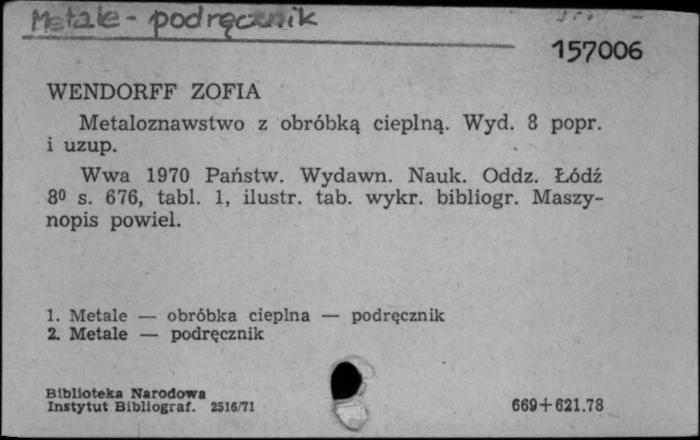 Metale - podręcznik
157006
WENDORFF ZOFIA
Metaloznawstwo z obróbką cieplną. Wyd. 8 popr.
i uzup.
Wwa 1970 Państw. Wydawn. Nauk. Oddz. Łódź
8⁰ s. 676, tabl. 1, ilustr. tab. wykr. bibliogr. Maszy-
nopis powiel.
1. Metale — obróbka cieplna — podręcznik
2. Metale — podręcznik
Biblioteka Narodowa
Instytut Bibliograf. 2516/71
669+621.78